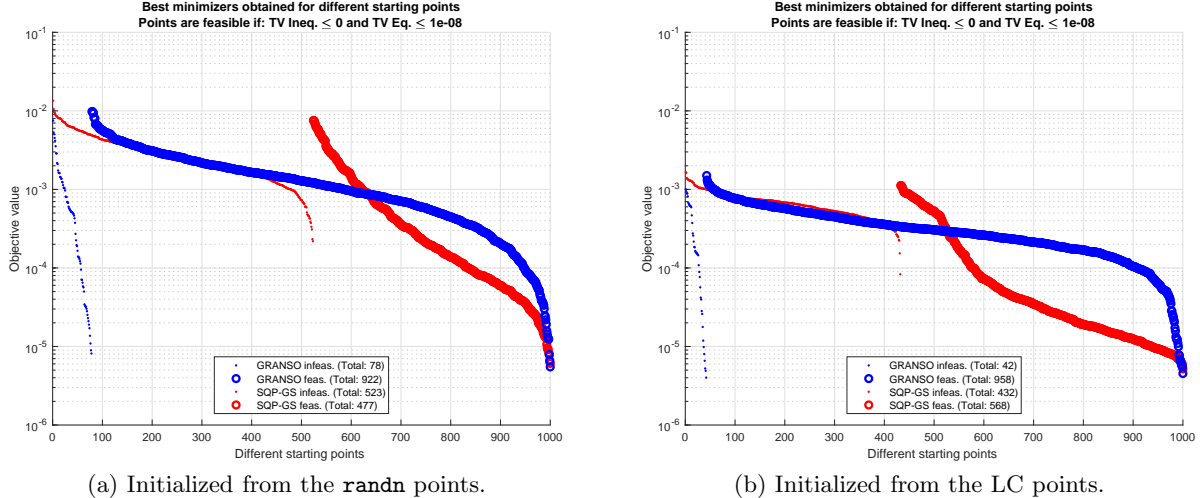 Best minimizers obtained for different starting points
Points are feasible if: TV Ineq. ≤ 0 and TV Eq. ≤ 1e-08
10^-1
10^-2
10^-3
10^-4
10^-5
10^-6
Objective value
GRANSO infeas. (Total: 78)
GRANSO feas. (Total: 922)
SQP-GS infeas. (Total: 523)
SQP-GS feas. (Total: 477)
0 100 200 300 400 500 600 700 800 900 1000
Different starting points
(a) Initialized from the randn points.
Best minimizers obtained for different starting points
Points are feasible if: TV Ineq. ≤ 0 and TV Eq. ≤ 1e-08
10^-1
10^-2
10^-3
10^-4
10^-5
10^-6
Objective value
GRANSO infeas. (Total: 42)
GRANSO feas. (Total: 958)
SQP-GS infeas. (Total: 432)
SQP-GS feas. (Total: 568)
0 100 200 300 400 500 600 700 800 900 1000
Different starting points
(b) Initialized from the LC points.